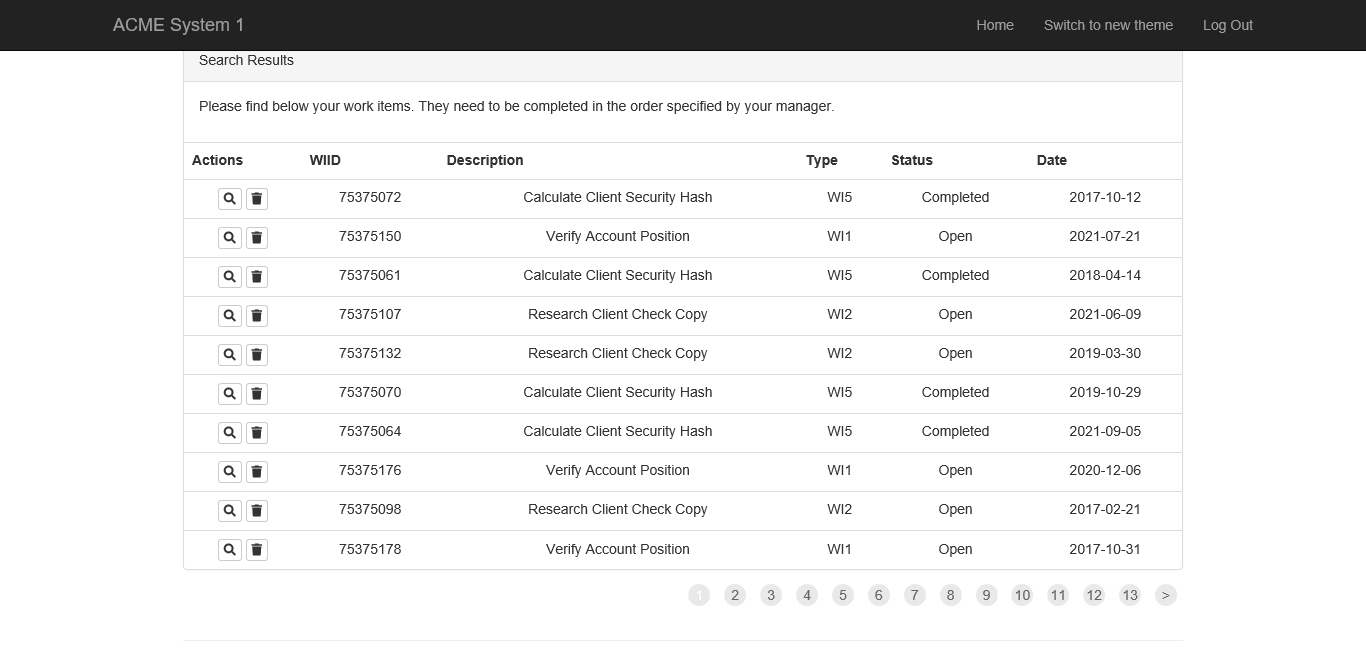 ACME System 1 Home Switch to new theme Log Out
Search Results
Please find below your work items. They need to be completed in the order specified by your manager.
Actions WIID Description Type Status Date
75375072 Calculate Client Security Hash WI5 Completed 2017-10-12
75375150 Verify Account Position WI1 Open 2021-07-21
75375061 Calculate Client Security Hash WI5 Completed 2018-04-14
75375107 Research Client Check Copy WI2 Open 2021-06-09
75375132 Research Client Check Copy WI2 Open 2019-03-30
75375070 Calculate Client Security Hash WI5 Completed 2019-10-29
75375064 Calculate Client Security Hash WI5 Completed 2021-09-05
75375176 Verify Account Position WI1 Open 2020-12-06
75375098 Research Client Check Copy WI2 Open 2017-02-21
75375178 Verify Account Position WI1 Open 2017-10-31
1 2 3 4 5 6 7 8 9 10 11 12 13 >